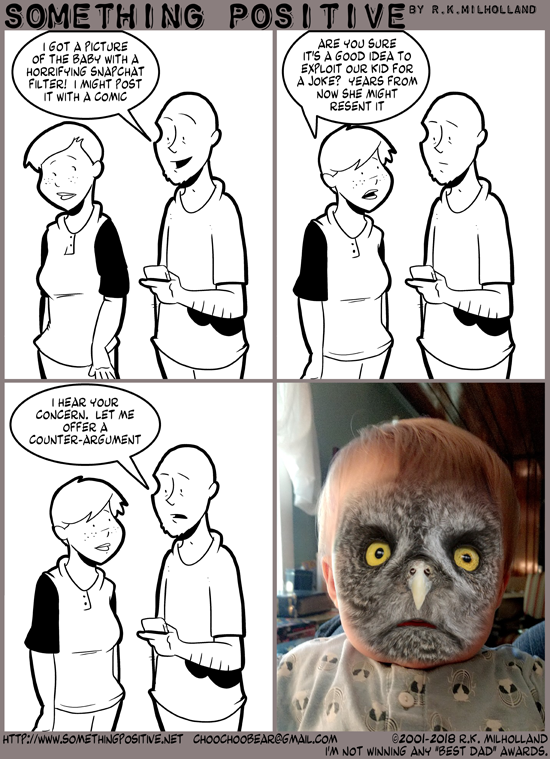 SOMETHING POSITIVE BY R.K.MILHOLLAND
I GOT A PICTURE
OF THE BABY WITH A
HORRIFYING SNAPCHAT
FILTER! I MIGHT POST
IT WITH A COMIC
ARE YOU SURE
IT'S A GOOD IDEA TO
EXPLOIT OUR KID FOR
A JOKE? YEARS FROM
NOW SHE MIGHT
RESENT IT
I HEAR YOUR
CONCERN. LET ME
OFFER A
COUNTER-ARGUMENT
HTTP://WWW.SOMETHINGPOSITIVE.NET CHOOCHOOBEAR@GMAIL.COM ©2001-2018 R.K. MILHOLLAND
I'M NOT WINNING ANY "BEST DAD" AWARDS.